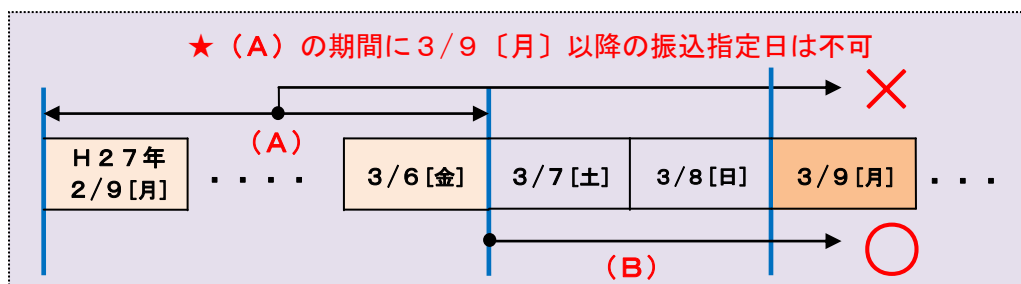 ★（A）の期間に３/９〔月〕以降の振込指定日は不可
（A）
H２７年
２/９[月]
・・・・
３/６[金]
３/７[土]
３/８[日]
３/９[月]
・・・
（B）